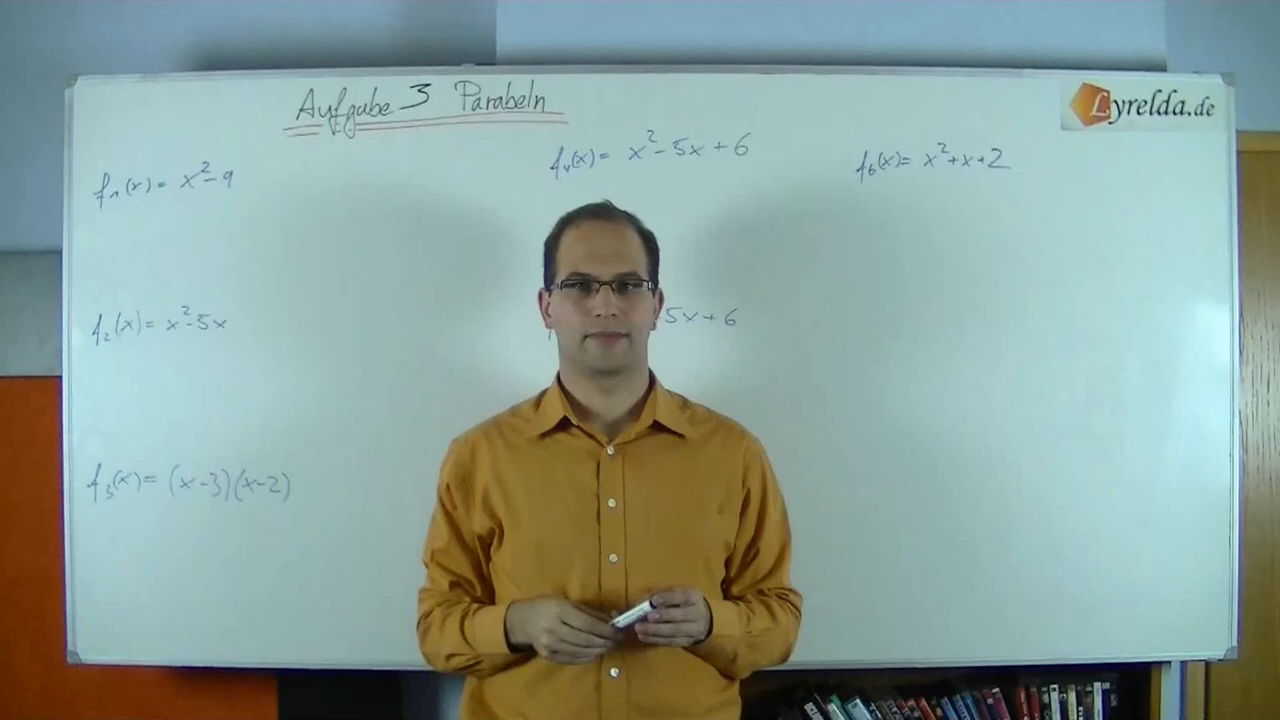 Aufgabe 3 Parabeln
Lyrelda.de
f₁(x) = x² - 9
f₄(x) = x² - 5x + 6
f₆(x) = x² + x + 2
f₂(x) = x² - 5x
5x + 6
f₃(x) = (x - 3)(x - 2)